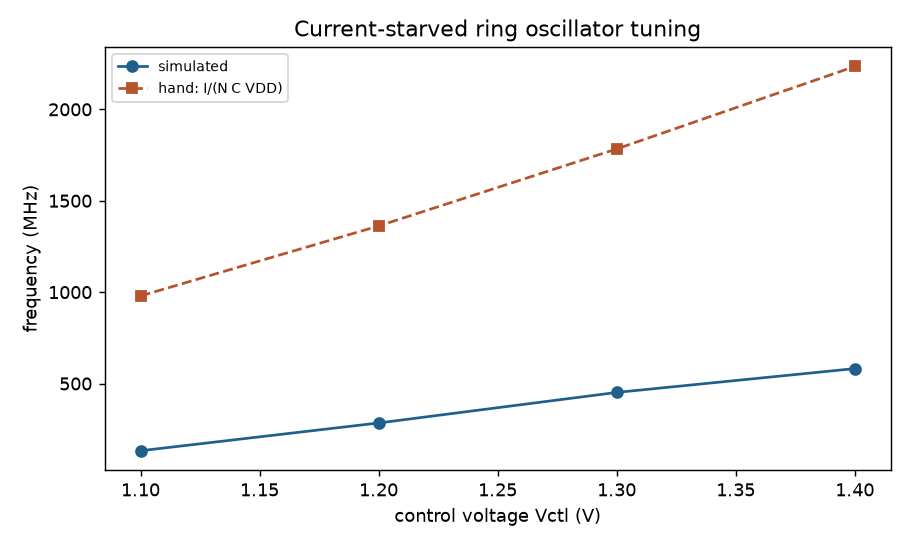 Current-starved ring oscillator tuning
simulated
hand: I/(N C VDD)
frequency (MHz)
2000
1500
1000
500
1.10 1.15 1.20 1.25 1.30 1.35 1.40
control voltage Vctl (V)